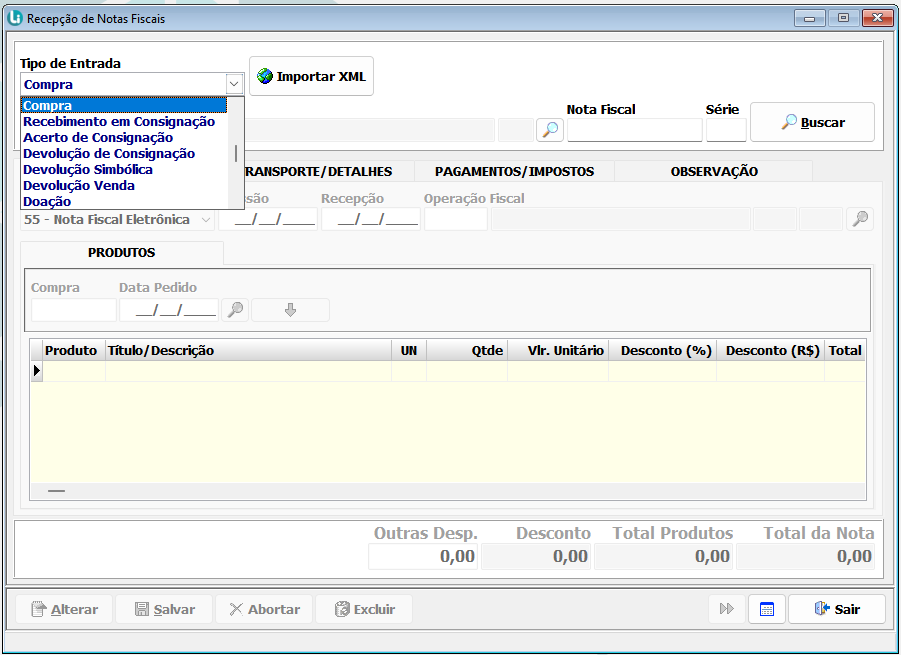 Recepção de Notas Fiscais
Tipo de Entrada
Compra
Importar XML
Compra
Recebimento em Consignação
Acerto de Consignação
Devolução de Consignação
Devolução Simbólica
Devolução Venda
Doação
Nota Fiscal
Série
Buscar
RANSPORTE/DETALHES
PAGAMENTOS/IMPOSTOS
OBSERVAÇÃO
são
Recepção
Operação Fiscal
55 - Nota Fiscal Eletrônica
__/__/____
__/__/____
PRODUTOS
Compra
Data Pedido
__/__/____
Produto
Título/Descrição
UN
Qtde
Vlr. Unitário
Desconto (%)
Desconto (R$)
Total
Outras Desp.
Desconto
Total Produtos
Total da Nota
0,00
0,00
0,00
0,00
Alterar
Salvar
Abortar
Excluir
Sair